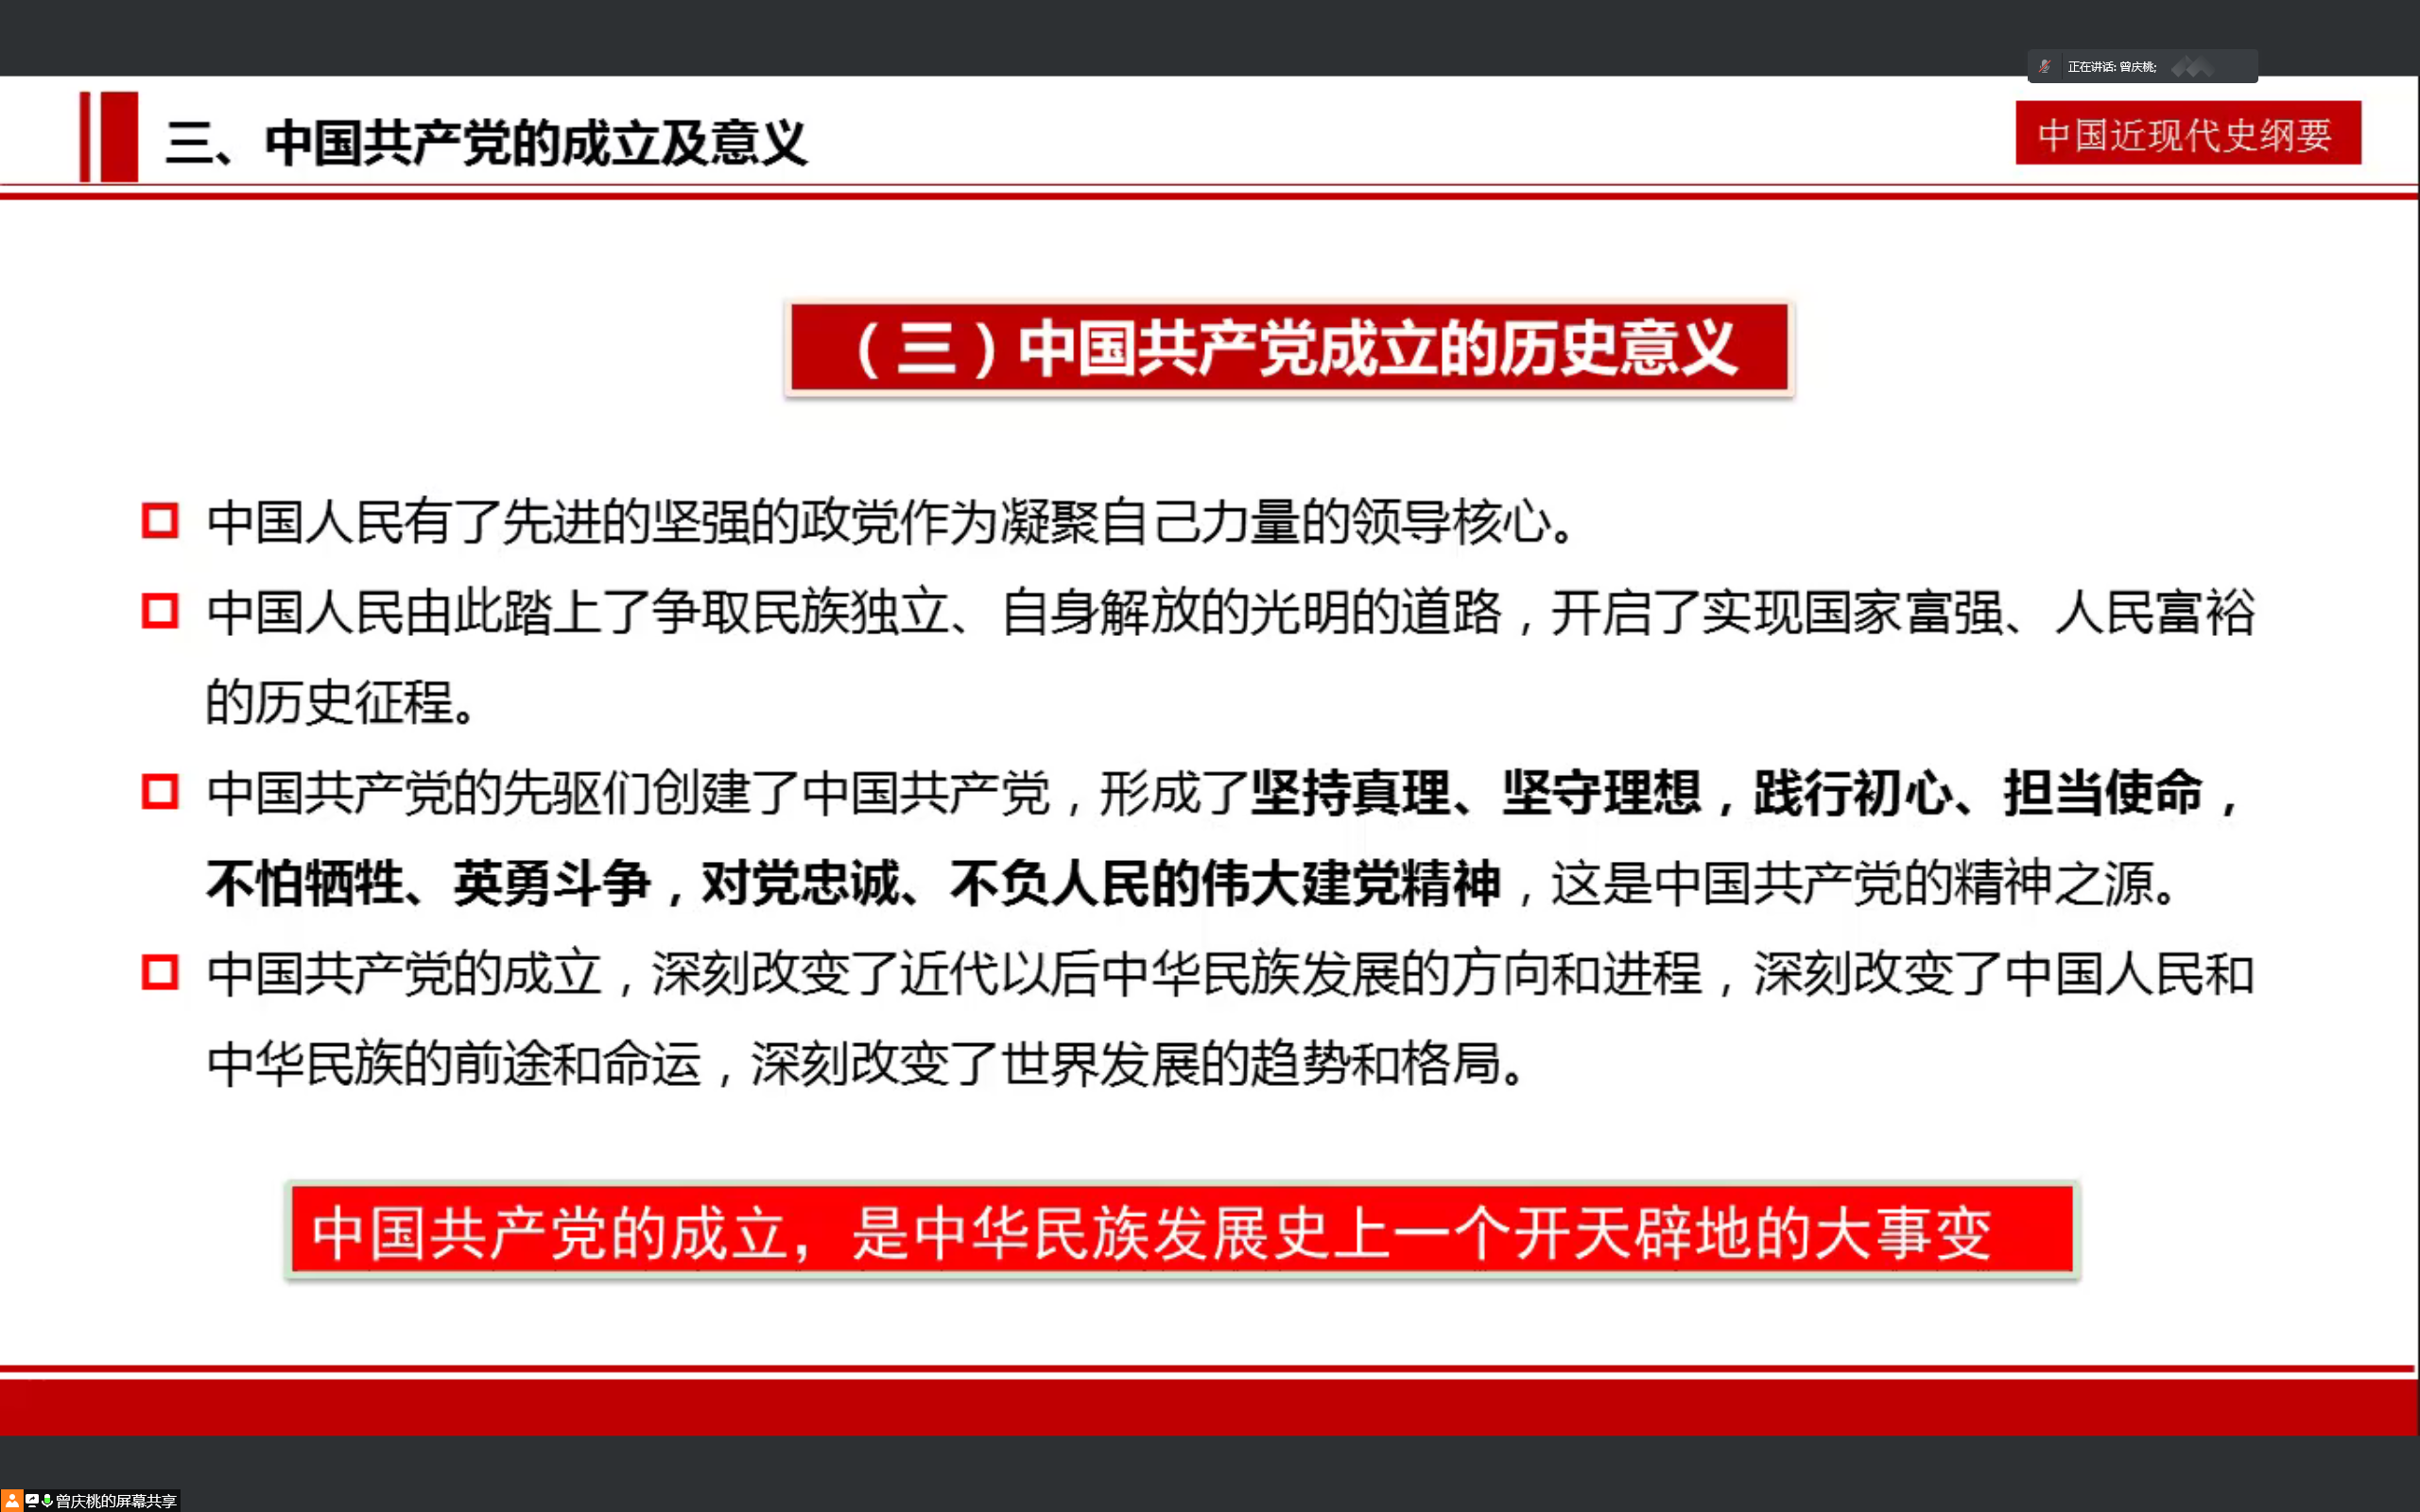 正在讲话: 曾庆桃;
三、中国共产党的成立及意义
中国近现代史纲要
（三）中国共产党成立的历史意义
中国人民有了先进的坚强的政党作为凝聚自己力量的领导核心。
中国人民由此踏上了争取民族独立、自身解放的光明的道路，开启了实现国家富强、人民富裕
的历史征程。
中国共产党的先驱们创建了中国共产党，形成了坚持真理、坚守理想，践行初心、担当使命，
不怕牺牲、英勇斗争，对党忠诚、不负人民的伟大建党精神，这是中国共产党的精神之源。
中国共产党的成立，深刻改变了近代以后中华民族发展的方向和进程，深刻改变了中国人民和
中华民族的前途和命运，深刻改变了世界发展的趋势和格局。
中国共产党的成立，是中华民族发展史上一个开天辟地的大事变
曾庆桃的屏幕共享